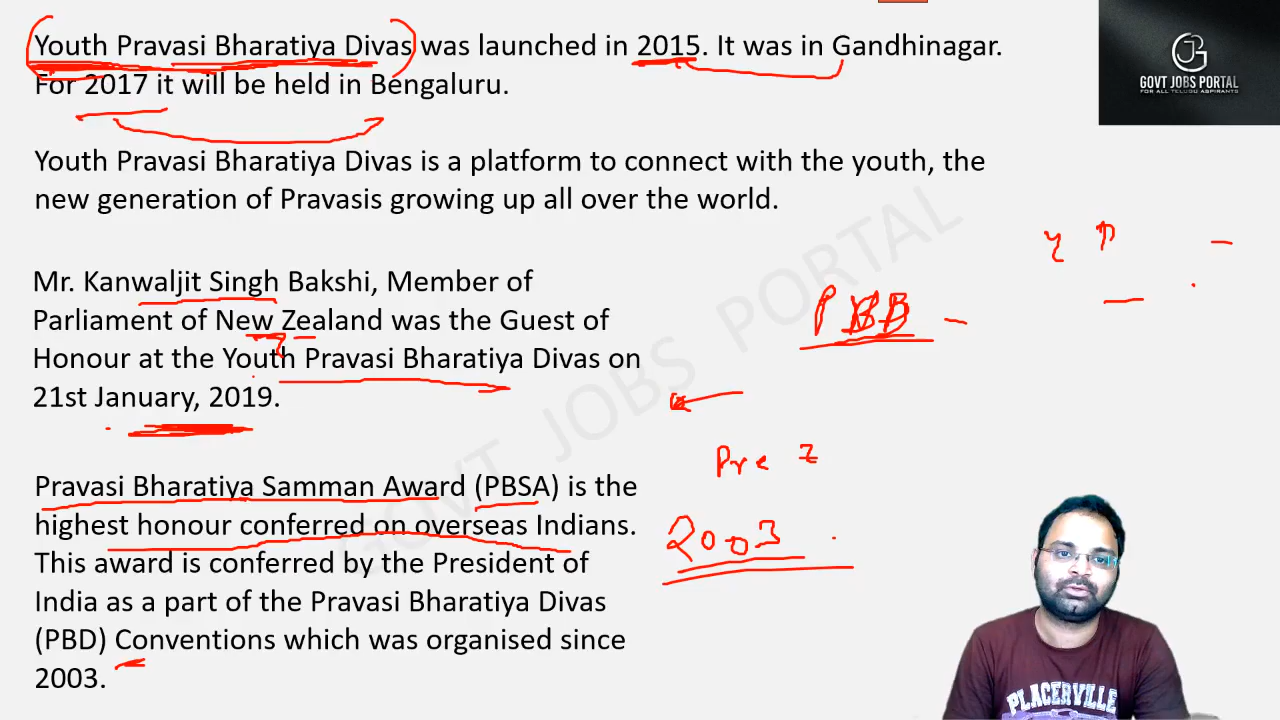 Youth Pravasi Bharatiya Divas was launched in 2015. It was in Gandhinagar.
For 2017 it will be held in Bengaluru.
Youth Pravasi Bharatiya Divas is a platform to connect with the youth, the
new generation of Pravasis growing up all over the world.
Mr. Kanwaljit Singh Bakshi, Member of
Parliament of New Zealand was the Guest of
Honour at the Youth Pravasi Bharatiya Divas on
21st January, 2019.
Pravasi Bharatiya Samman Award (PBSA) is the
highest honour conferred on overseas Indians.
This award is conferred by the President of
India as a part of the Pravasi Bharatiya Divas
(PBD) Conventions which was organised since
2003.
GOVT JOBS PORTAL
FOR ALL TELUGU ASPIRANTS
GOVT JOBS PORTAL
Pre
2003
PLACERVILLE